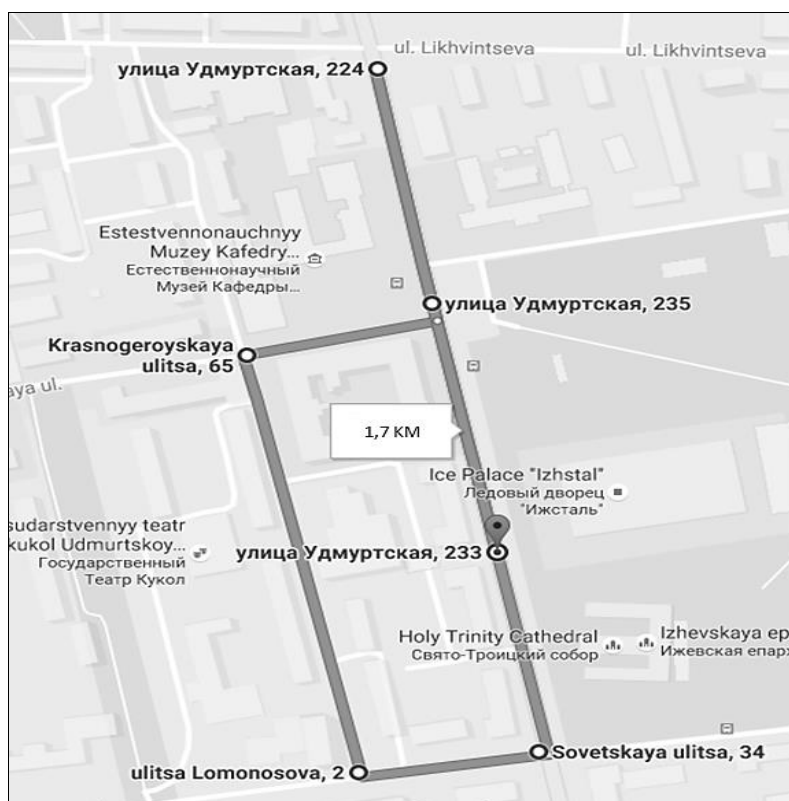 ul. Likhvintseva
ul. Likhvintseva
улица Удмуртская, 224
Estestvennonauchnyy
Muzey Kafedry...
Естественнонаучный
Музей Кафедры...
улица Удмуртская, 235
Krasnogeroyskaya
ulitsa, 65
aya ul.
1,7 КМ
Ice Palace "Izhstal"
Ледовый дворец
"Ижсталь"
sudarstvennyy teatr
kukol Udmurtskoy...
Государственный
Театр Кукол
улица Удмуртская, 233
Holy Trinity Cathedral
Свято-Троицкий собор
Izhevskaya ep
Ижевская епарх
Sovetskaya ulitsa, 34
ulitsa Lomonosova, 2